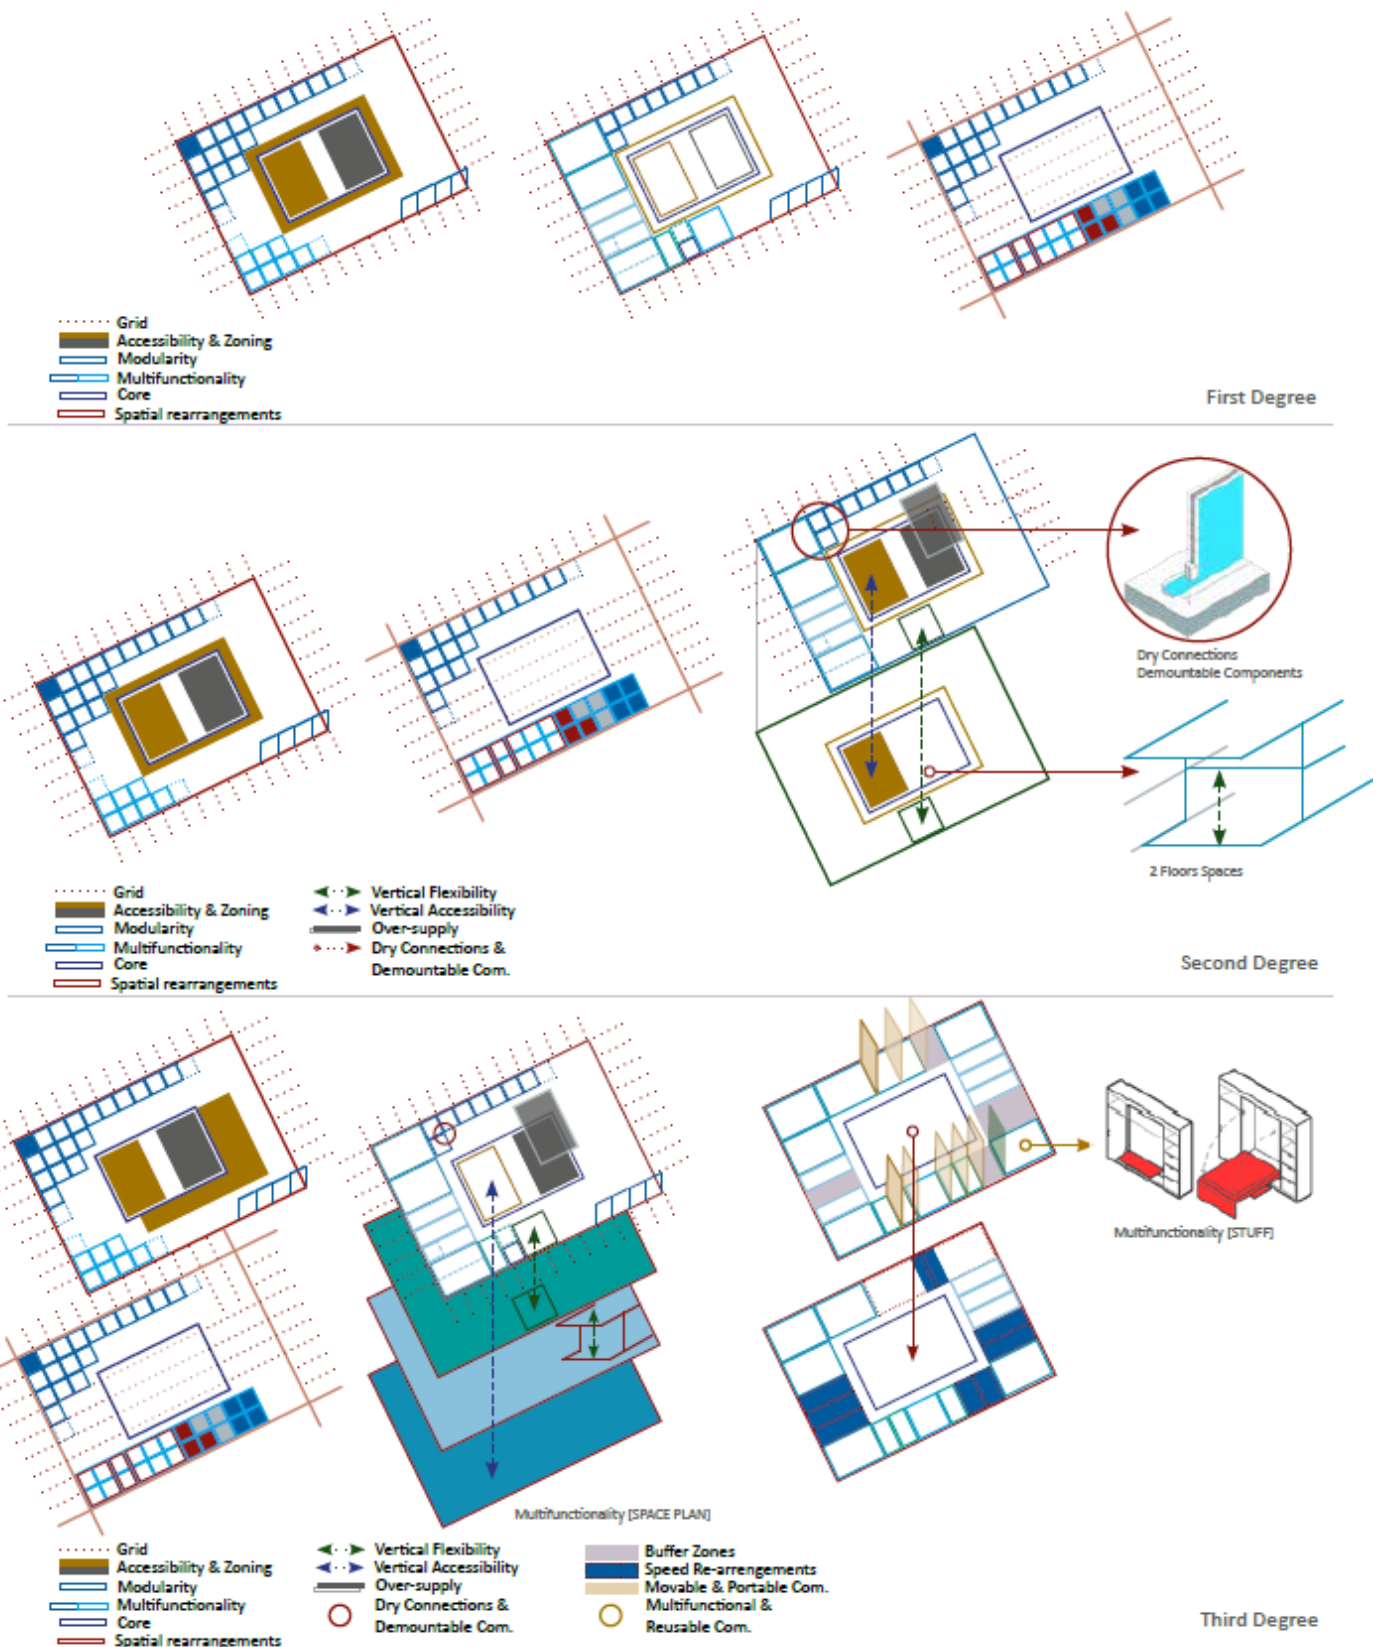 Grid
Accessibility & Zoning
Modularity
Multifunctionality
Core
Spatial rearrangements
First Degree
Dry Connections
Demountable Components
2 Floors Spaces
Grid
Accessibility & Zoning
Modularity
Multifunctionality
Core
Spatial rearrangements
Vertical Flexibility
Vertical Accessibility
Over-supply
Dry Connections &
Demountable Com.
Second Degree
Multifunctionality [STUFF]
Multifunctionality [SPACE PLAN]
Grid
Accessibility & Zoning
Modularity
Multifunctionality
Core
Spatial rearrangements
Vertical Flexibility
Vertical Accessibility
Over-supply
Dry Connections &
Demountable Com.
Buffer Zones
Speed Re-arrangements
Movable & Portable Com.
Multifunctional &
Reusable Com.
Third Degree